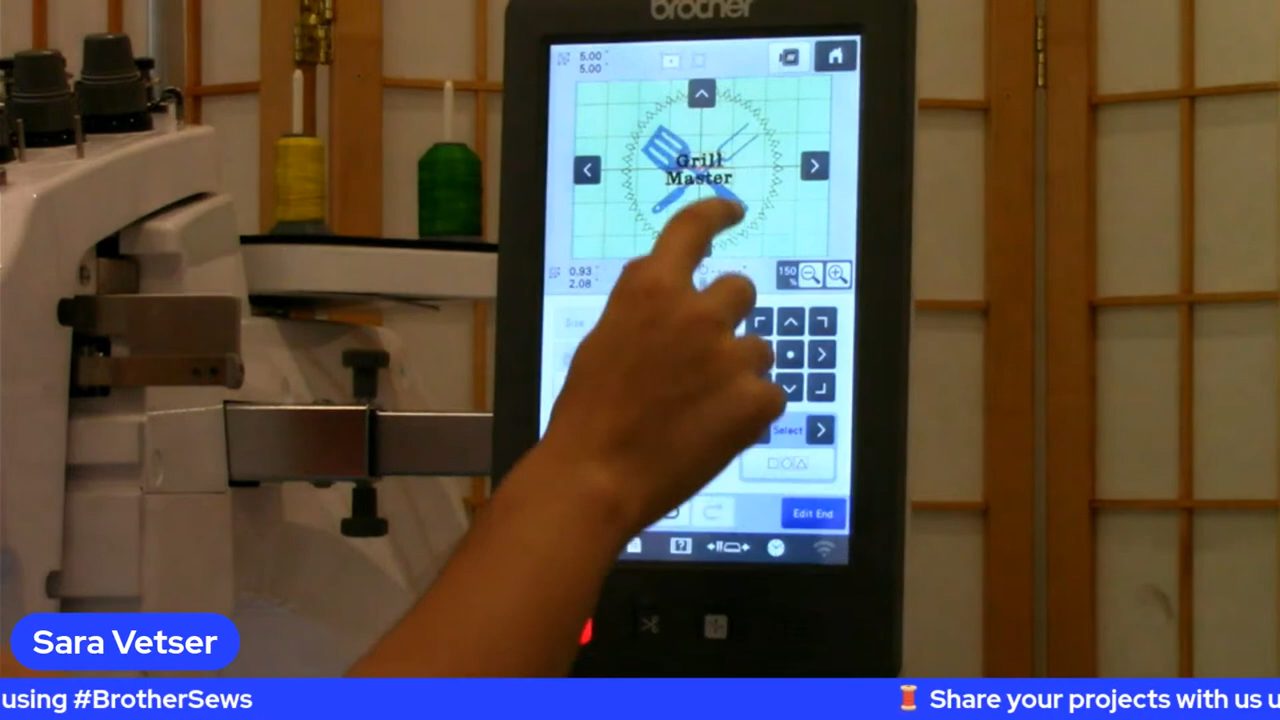 brother
5.00"
5.00"
Grill
Master
0.93"
2.08"
150
%
Size
Select
Edit End
Sara Vetser
using #BrotherSews
Share your projects with us u